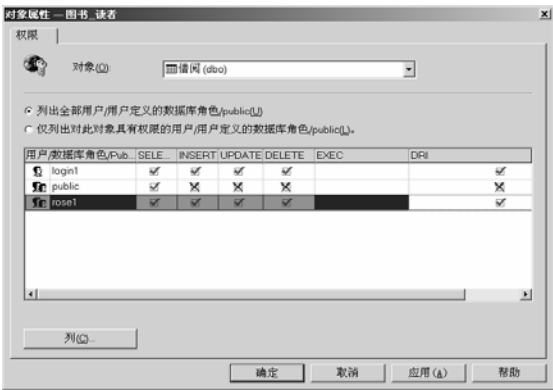 对象属性 — 图书_读者
权限
对象(O): 借阅 (dbo)
列出全部用户/用户定义的数据库角色/public(U)
仅列出对此对象具有权限的用户/用户定义的数据库角色/public(L)。
用户/数据库角色/Pub... SELE... INSERT UPDATE DELETE EXEC DRI
login1
public
rose1
列(C)...
确定 取消 应用(A) 帮助